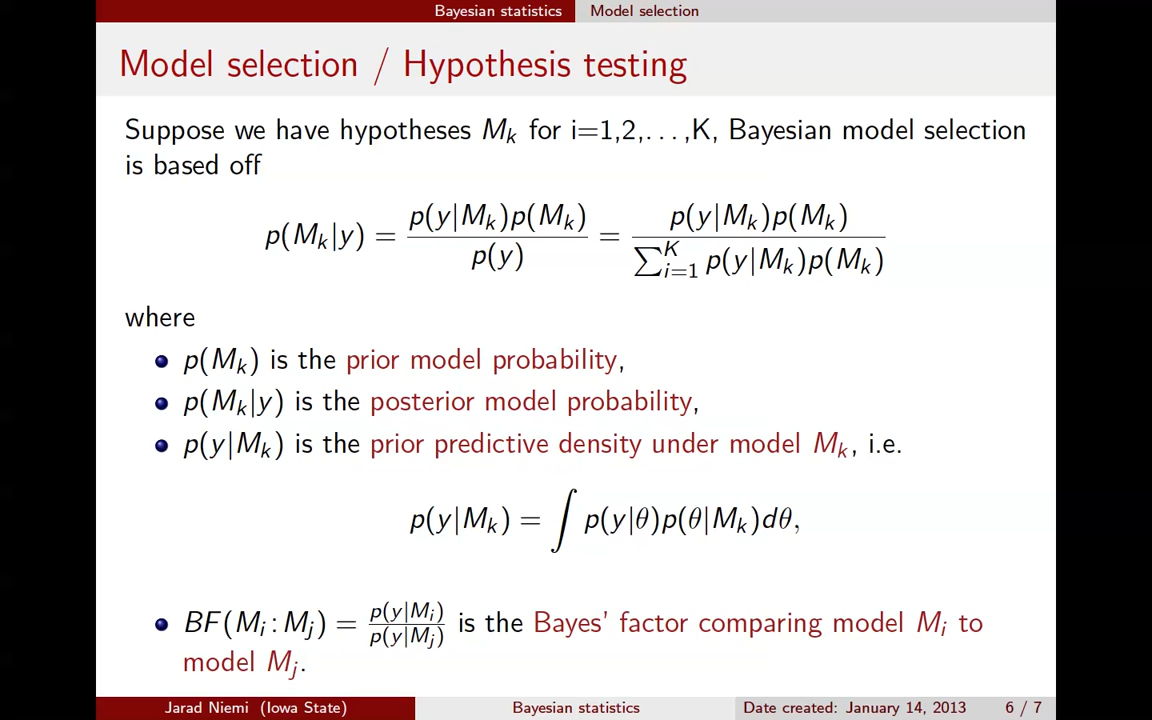 Bayesian statistics Model selection
Model selection / Hypothesis testing
Suppose we have hypotheses M_k for i=1,2,...,K, Bayesian model selection
is based off
p(M_k|y) = \frac{p(y|M_k)p(M_k)}{p(y)} = \frac{p(y|M_k)p(M_k)}{\sum_{i=1}^{K} p(y|M_k)p(M_k)}
where
• p(M_k) is the prior model probability,
• p(M_k|y) is the posterior model probability,
• p(y|M_k) is the prior predictive density under model M_k, i.e.
p(y|M_k) = ∫ p(y|θ)p(θ|M_k)dθ,
• BF(M_i : M_j) = \frac{p(y|M_i)}{p(y|M_j)} is the Bayes' factor comparing model M_i to
model M_j.
Jarad Niemi (Iowa State) Bayesian statistics Date created: January 14, 2013 6 / 7